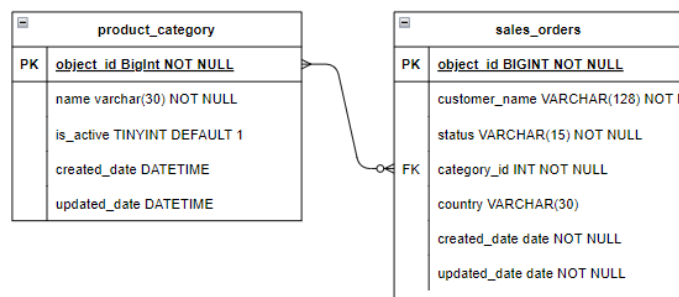 product_category
PK object_id BigInt NOT NULL
name varchar(30) NOT NULL
is_active TINYINT DEFAULT 1
created_date DATETIME
updated_date DATETIME
sales_orders
PK object_id BIGINT NOT NULL
customer_name VARCHAR(128) NOT
status VARCHAR(15) NOT NULL
FK category_id INT NOT NULL
country VARCHAR(30)
created_date date NOT NULL
updated_date date NOT NULL